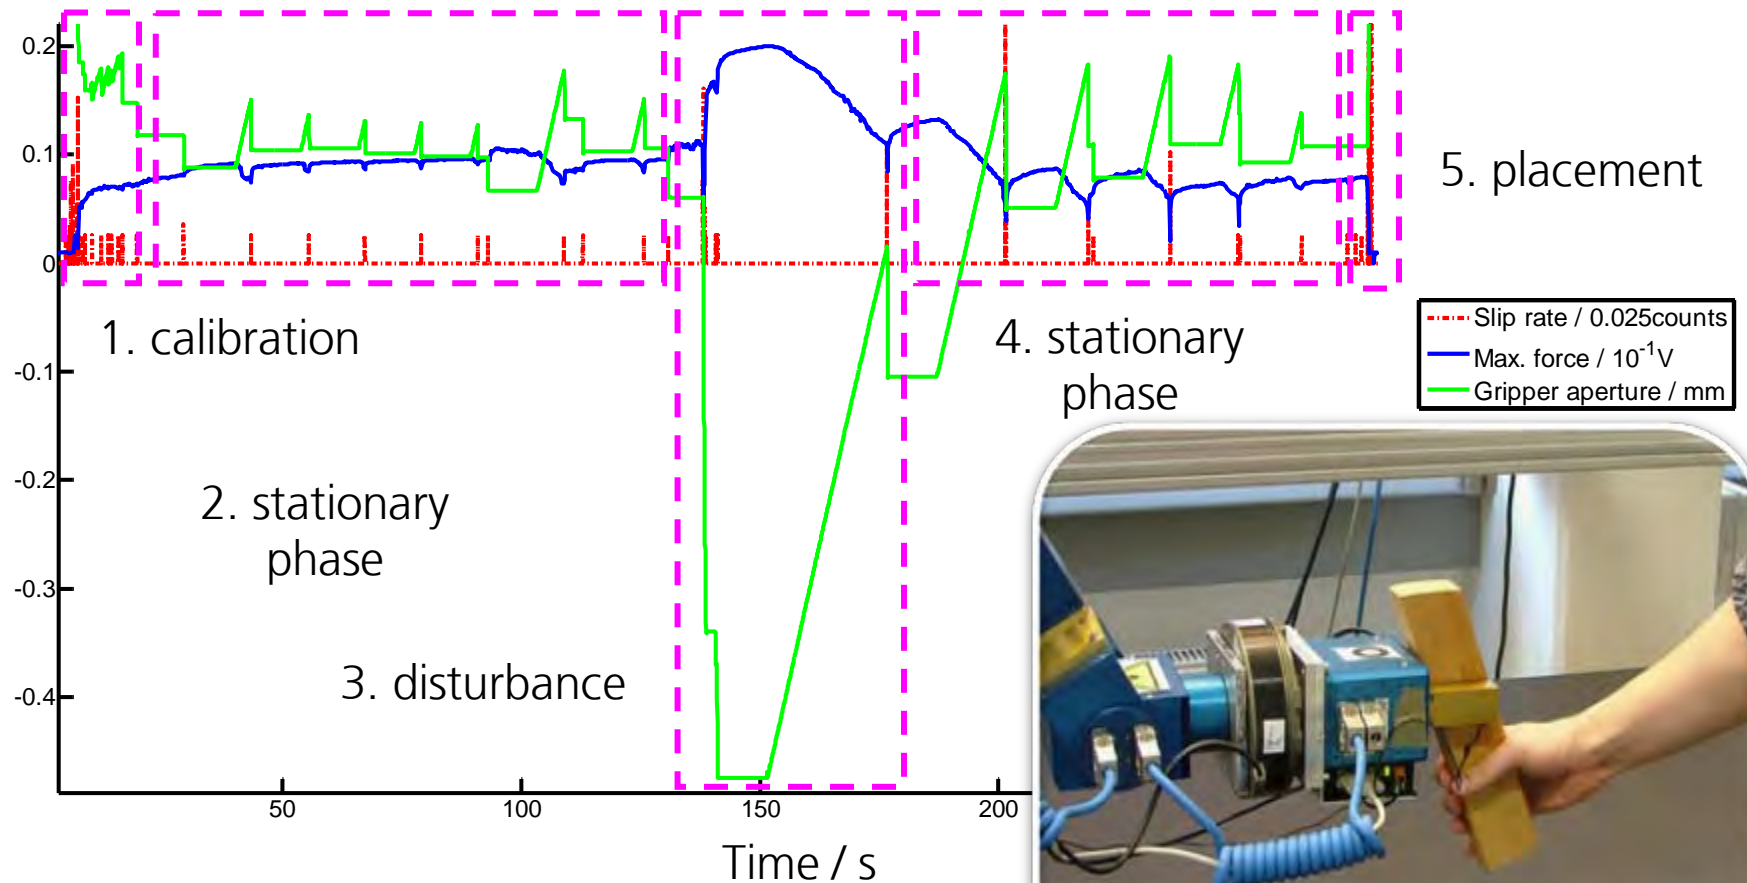 0.2
0.1
0
-0.1
-0.2
-0.3
-0.4
50
100
150
200
Time / s
1. calibration
2. stationary
phase
3. disturbance
4. stationary
phase
5. placement
Slip rate / 0.025counts
Max. force / 10⁻¹V
Gripper aperture / mm